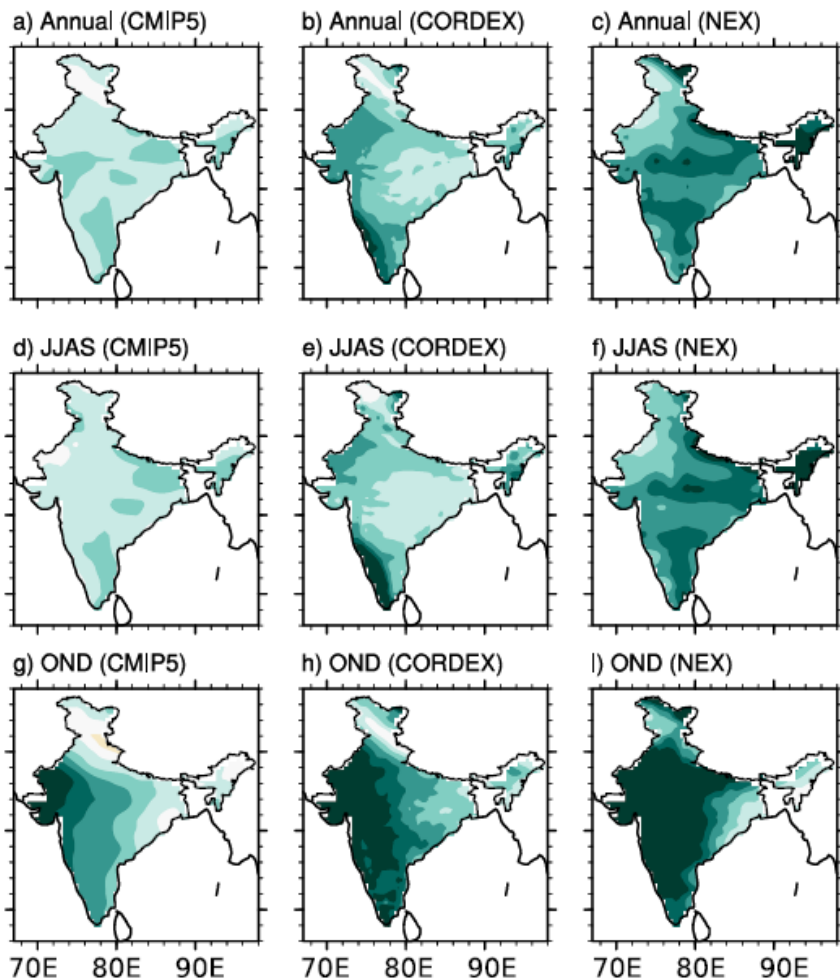 a) Annual (CMIP5) b) Annual (CORDEX) c) Annual (NEX)
d) JJAS (CMIP5) e) JJAS (CORDEX) f) JJAS (NEX)
g) OND (CMIP5) h) OND (CORDEX) i) OND (NEX)
70E 80E 90E 70E 80E 90E 70E 80E 90E